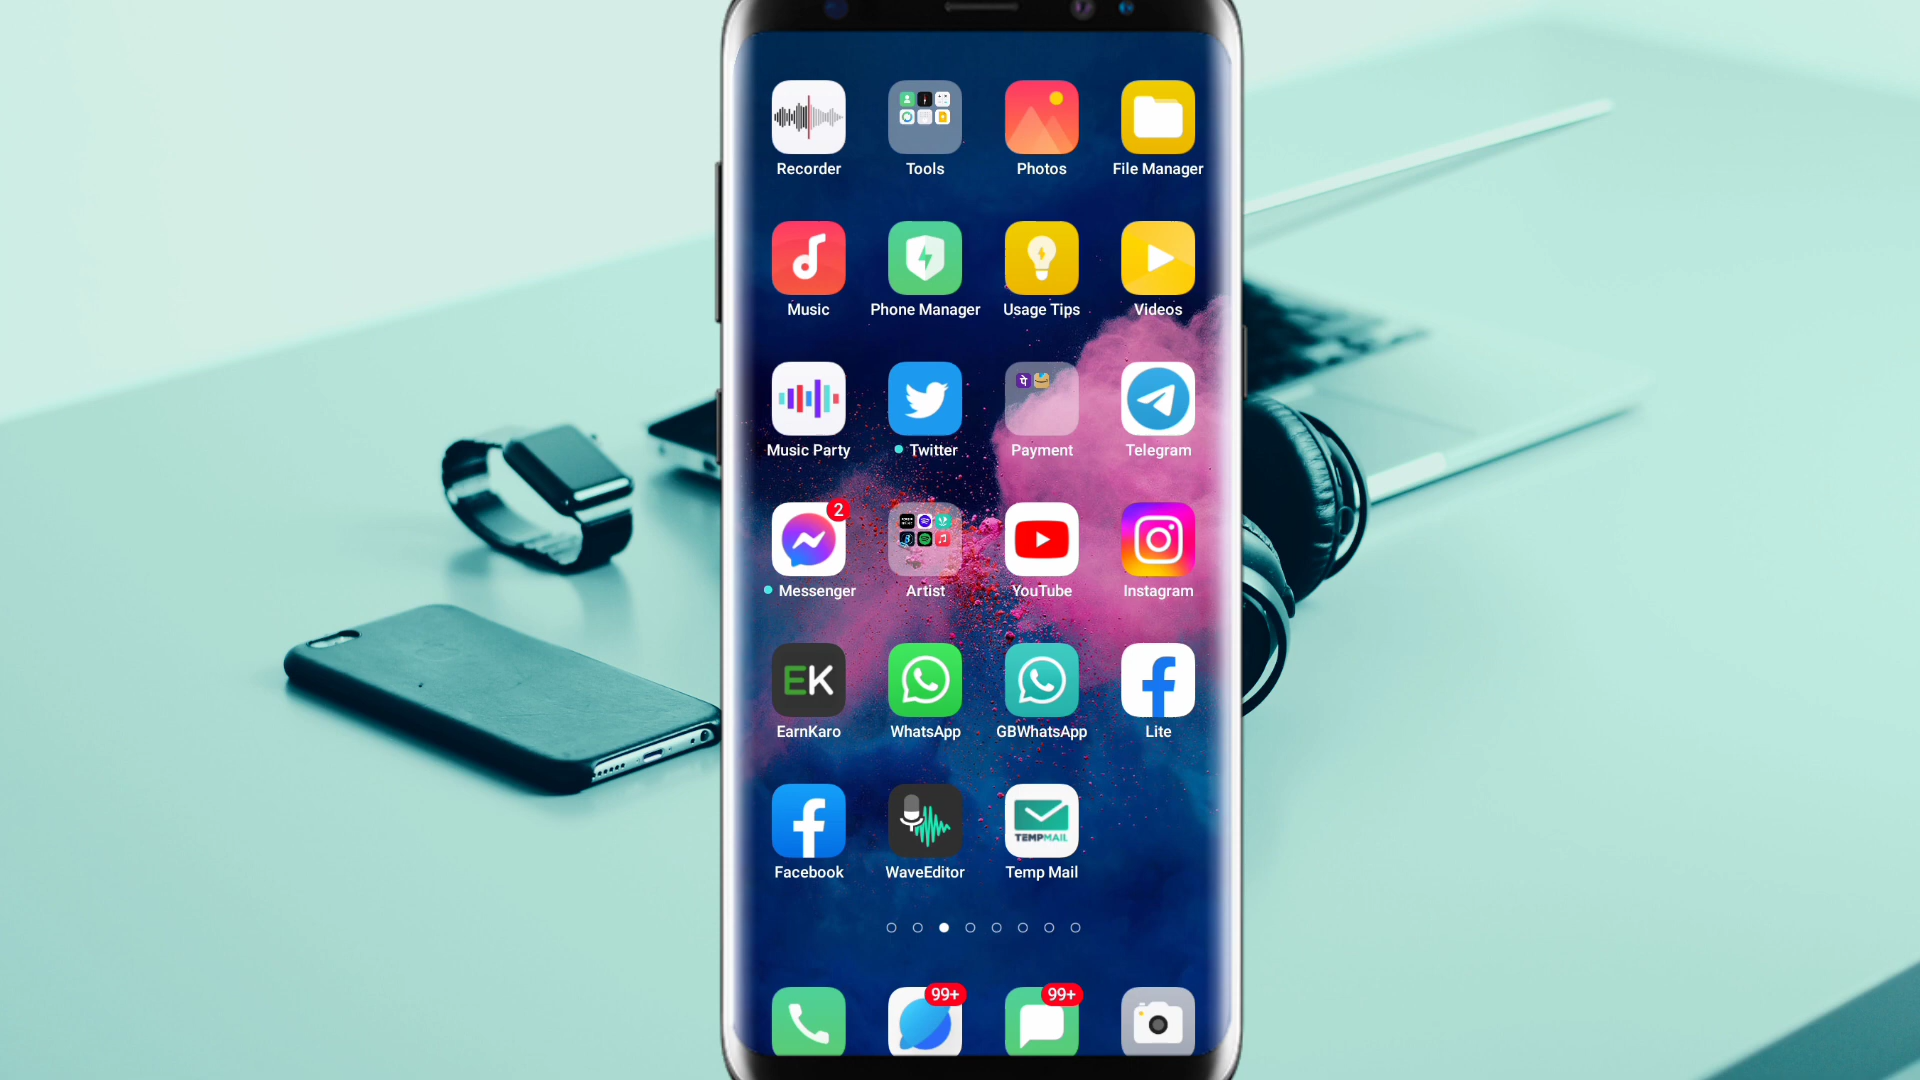 Recorder
Tools
Photos
File Manager
Music
Phone Manager
Usage Tips
Videos
पे
Music Party
Twitter
Payment
Telegram
2
Messenger
Artist
YouTube
Instagram
EK
EarnKaro
WhatsApp
GBWhatsApp
Lite
TEMPMAIL
Facebook
WaveEditor
Temp Mail
99+
99+